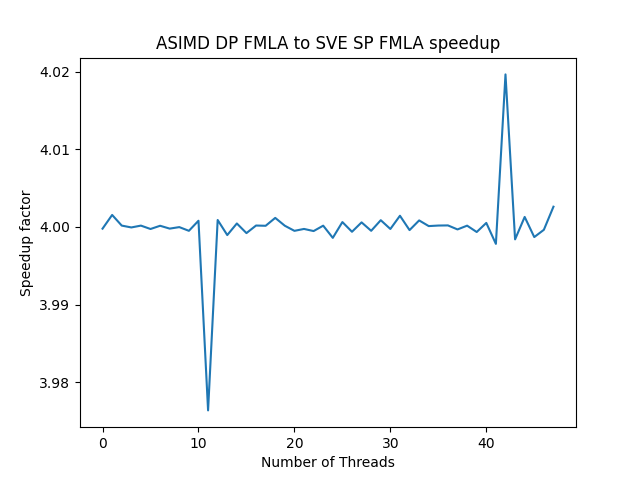 ASIMD DP FMLA to SVE SP FMLA speedup
4.02
4.01
4.00
3.99
3.98
Speedup factor
0 10 20 30 40
Number of Threads